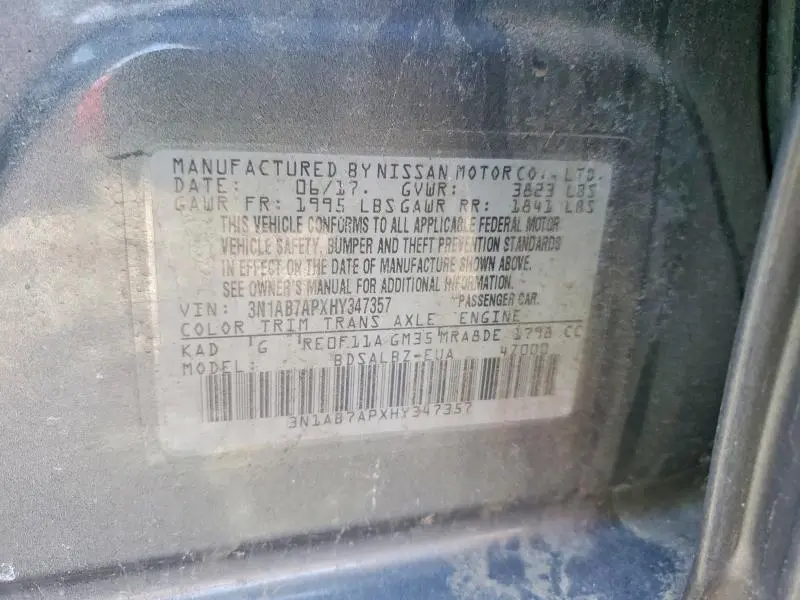 MANUFACTURED BY NISSAN MOTOR CO., LTD.
DATE: 06/17. GVWR: 3823 LBS
GAWR FR: 1995 LBS GAWR RR: 1841 LBS
THIS VEHICLE CONFORMS TO ALL APPLICABLE FEDERAL MOTOR
VEHICLE SAFETY, BUMPER AND THEFT PREVENTION STANDARDS
IN EFFECT ON THE DATE OF MANUFACTURE SHOWN ABOVE.
SEE OWNER'S MANUAL FOR ADDITIONAL INFORMATION.
VIN: 3N1AB7APXHY347357 PASSENGER CAR.
COLOR TRIM TRANS AXLE ENGINE
KAD G RE0F11A GM35 MRA8DE 1798 CC
MODEL: BDSALBZ-EUA 47000
3N1AB7APXHY347357